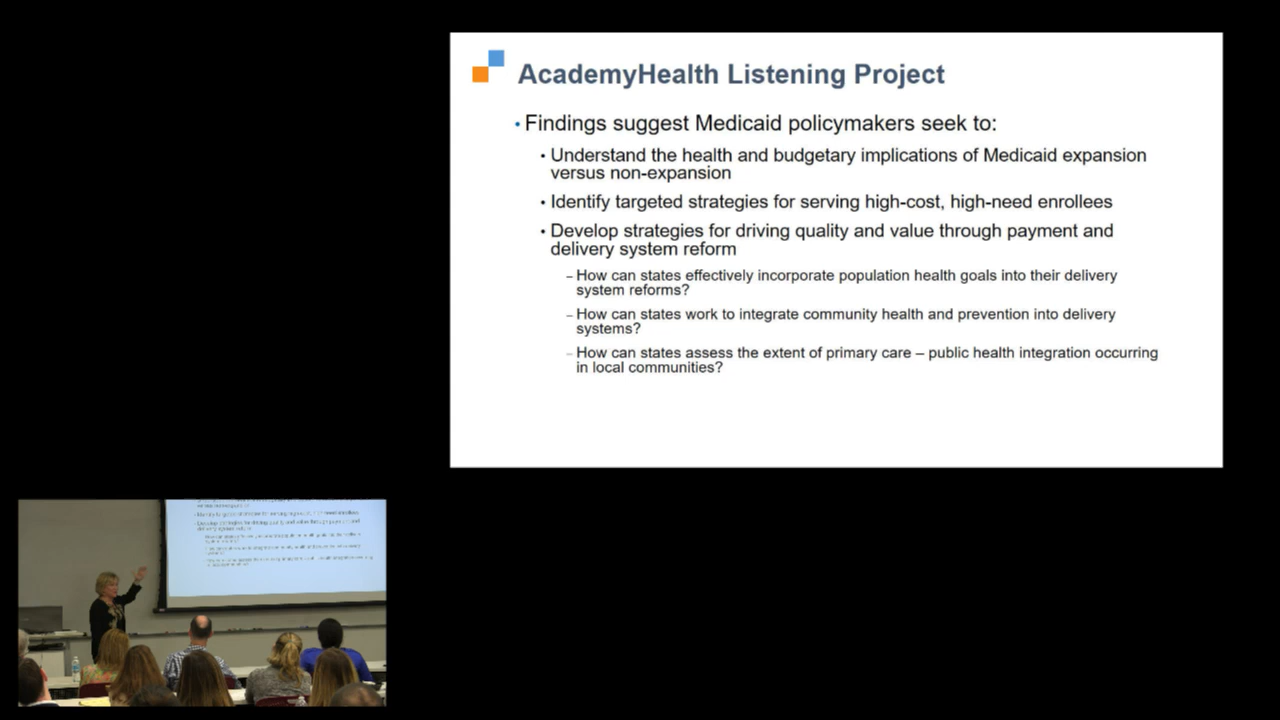 AcademyHealth Listening Project
• Findings suggest Medicaid policymakers seek to:
• Understand the health and budgetary implications of Medicaid expansion
versus non-expansion
• Identify targeted strategies for serving high-cost, high-need enrollees
• Develop strategies for driving quality and value through payment and
delivery system reform
– How can states effectively incorporate population health goals into their delivery
system reforms?
– How can states work to integrate community health and prevention into delivery
systems?
– How can states assess the extent of primary care – public health integration occurring
in local communities?